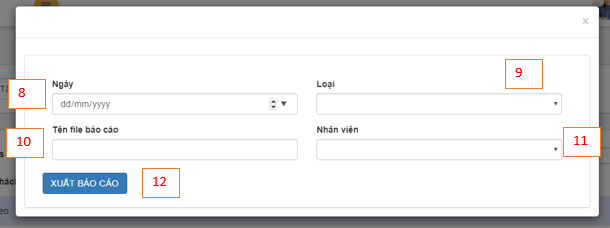 ×
9
Ngày
Loại
8
dd/mm/yyyy
Tên file báo cáo
Nhân viên
10
11
XUẤT BÁO CÁO
12